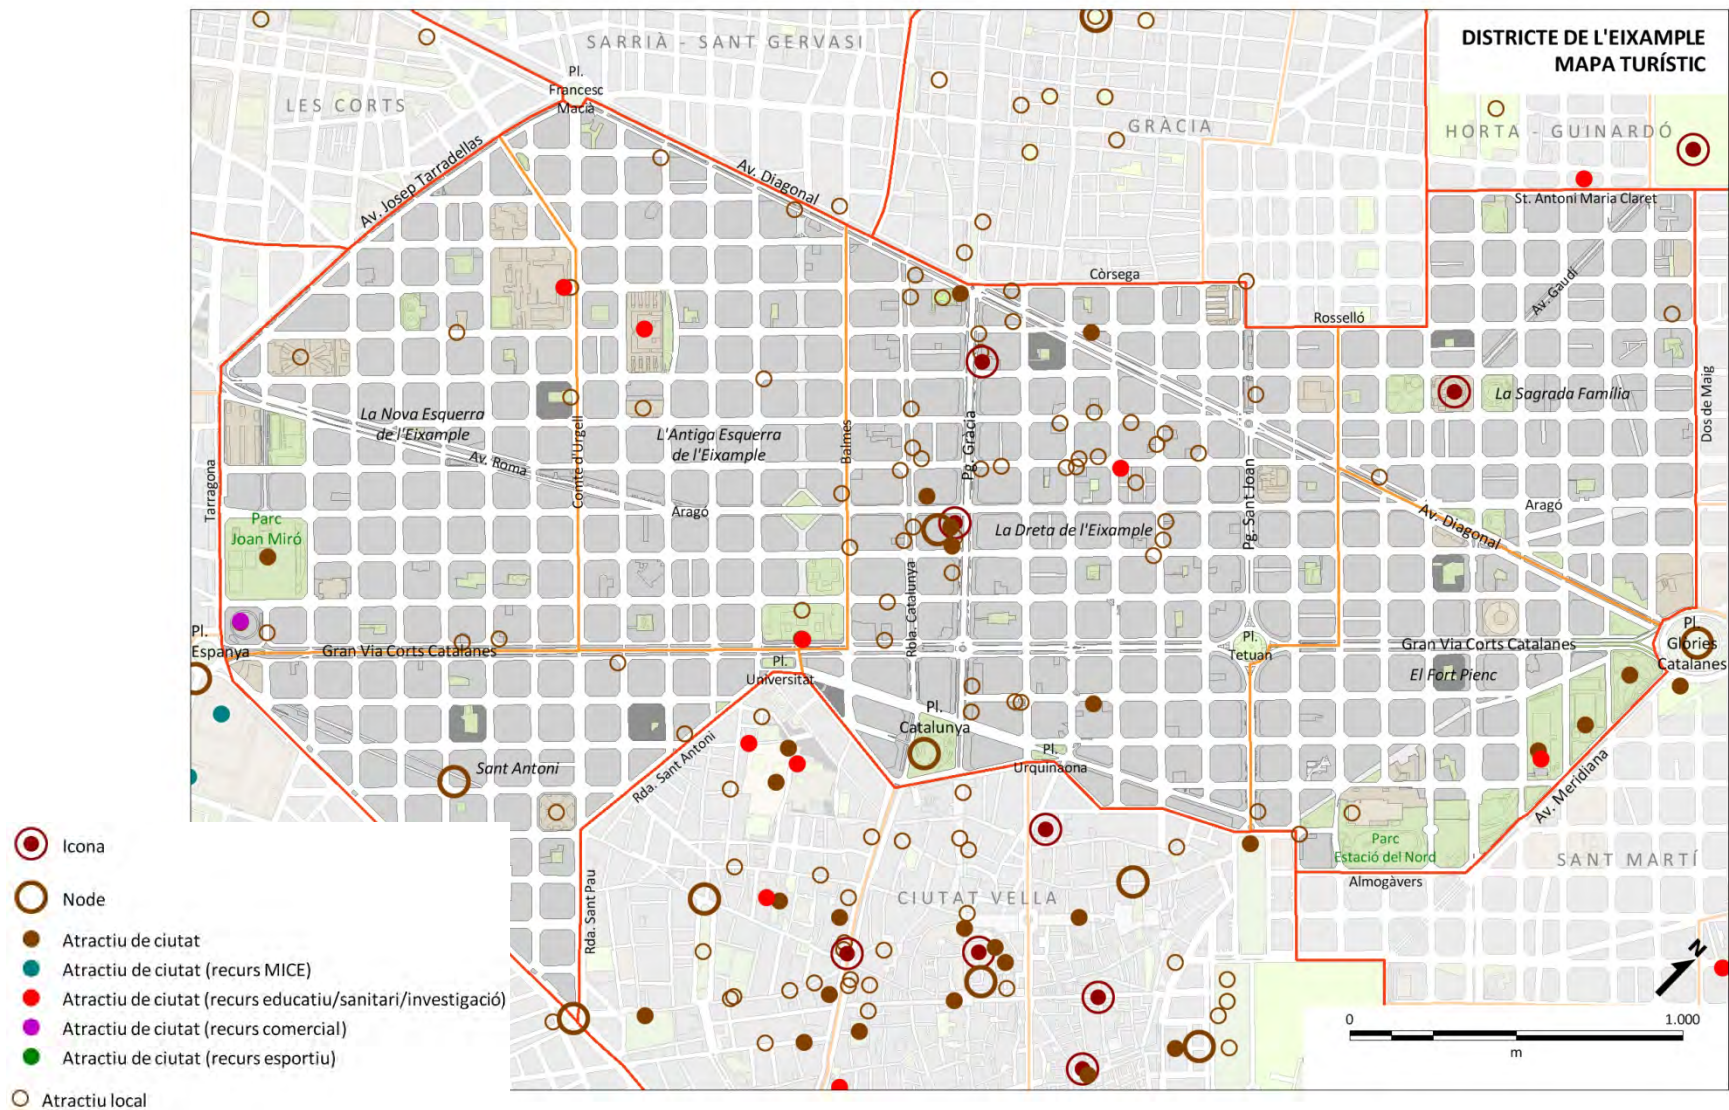 DISTRICTE DE L'EIXAMPLE
MAPA TURÍSTIC
SARRIÀ - SANT GERVASI
LES CORTS
Pl.
Francesc
Macià
GRÀCIA
HORTA - GUINARDÓ
Av. Josep Tarradellas
Av. Diagonal
St. Antoni Maria Claret
Còrsega
Av. Gaudí
Rosselló
La Nova Esquerra
de l'Eixample
L'Antiga Esquerra
de l'Eixample
La Sagrada Família
Dos de Maig
Comte d'Urgell
Balmes
Pg. Gràcia
Av. Roma
Tarragona
Aragó
Pg. Sant Joan
Aragó
Parc
Joan Miró
La Dreta de l'Eixample
Av. Diagonal
Rbla. Catalunya
Pl.
Espanya
Gran Via Corts Catalanes
Pl.
Universitat
Pl.
Tetuan
Gran Via Corts Catalanes
Pl.
Glories
Catalanes
El Fort Pienc
Pl.
Catalunya
Pl.
Urquinaona
Sant Antoni
Rda. Sant Antoni
Av. Meridiana
Parc
Estació del Nord
SANT MARTÍ
Almogàvers
CIUTAT VELLA
Rda. Sant Pau
N
0 1.000
m
Icona
Node
Atractiu de ciutat
Atractiu de ciutat (recurs MICE)
Atractiu de ciutat (recurs educatiu/sanitari/investigació)
Atractiu de ciutat (recurs comercial)
Atractiu de ciutat (recurs esportiu)
Atractiu local